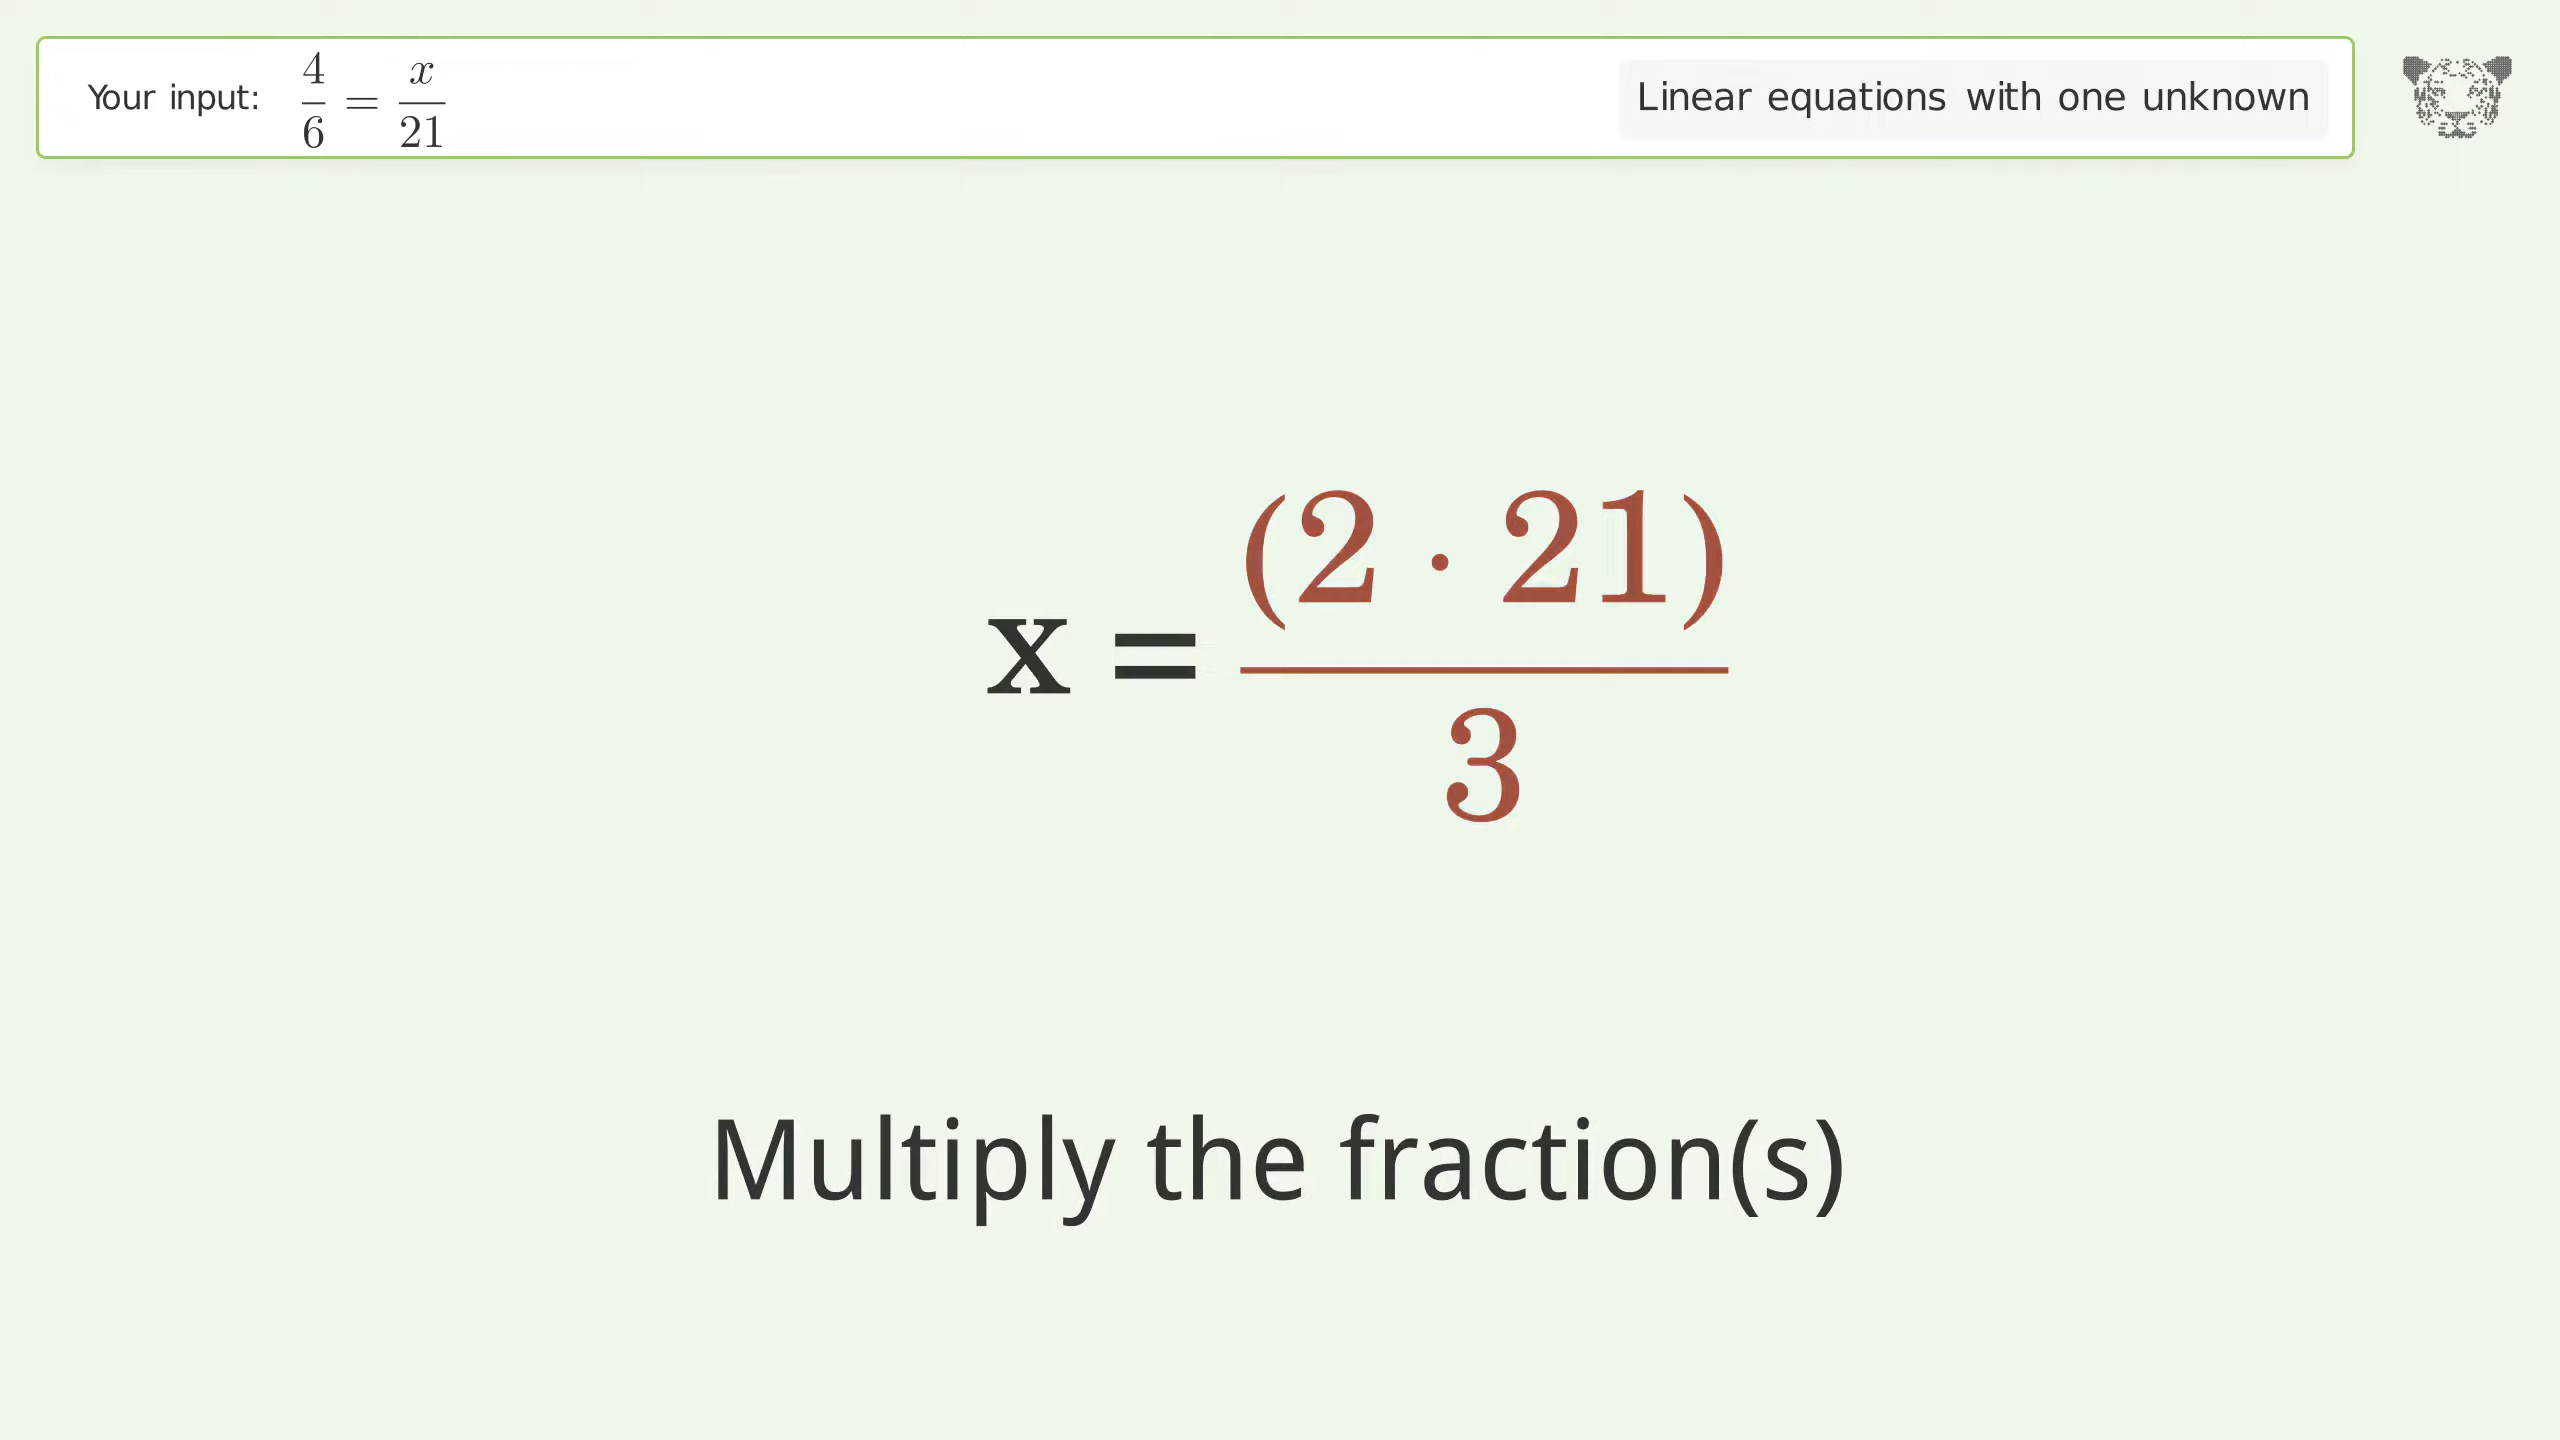 Your input: 4/6 = x/21
Linear equations with one unknown
x = (2 · 21)/3
Multiply the fraction(s)